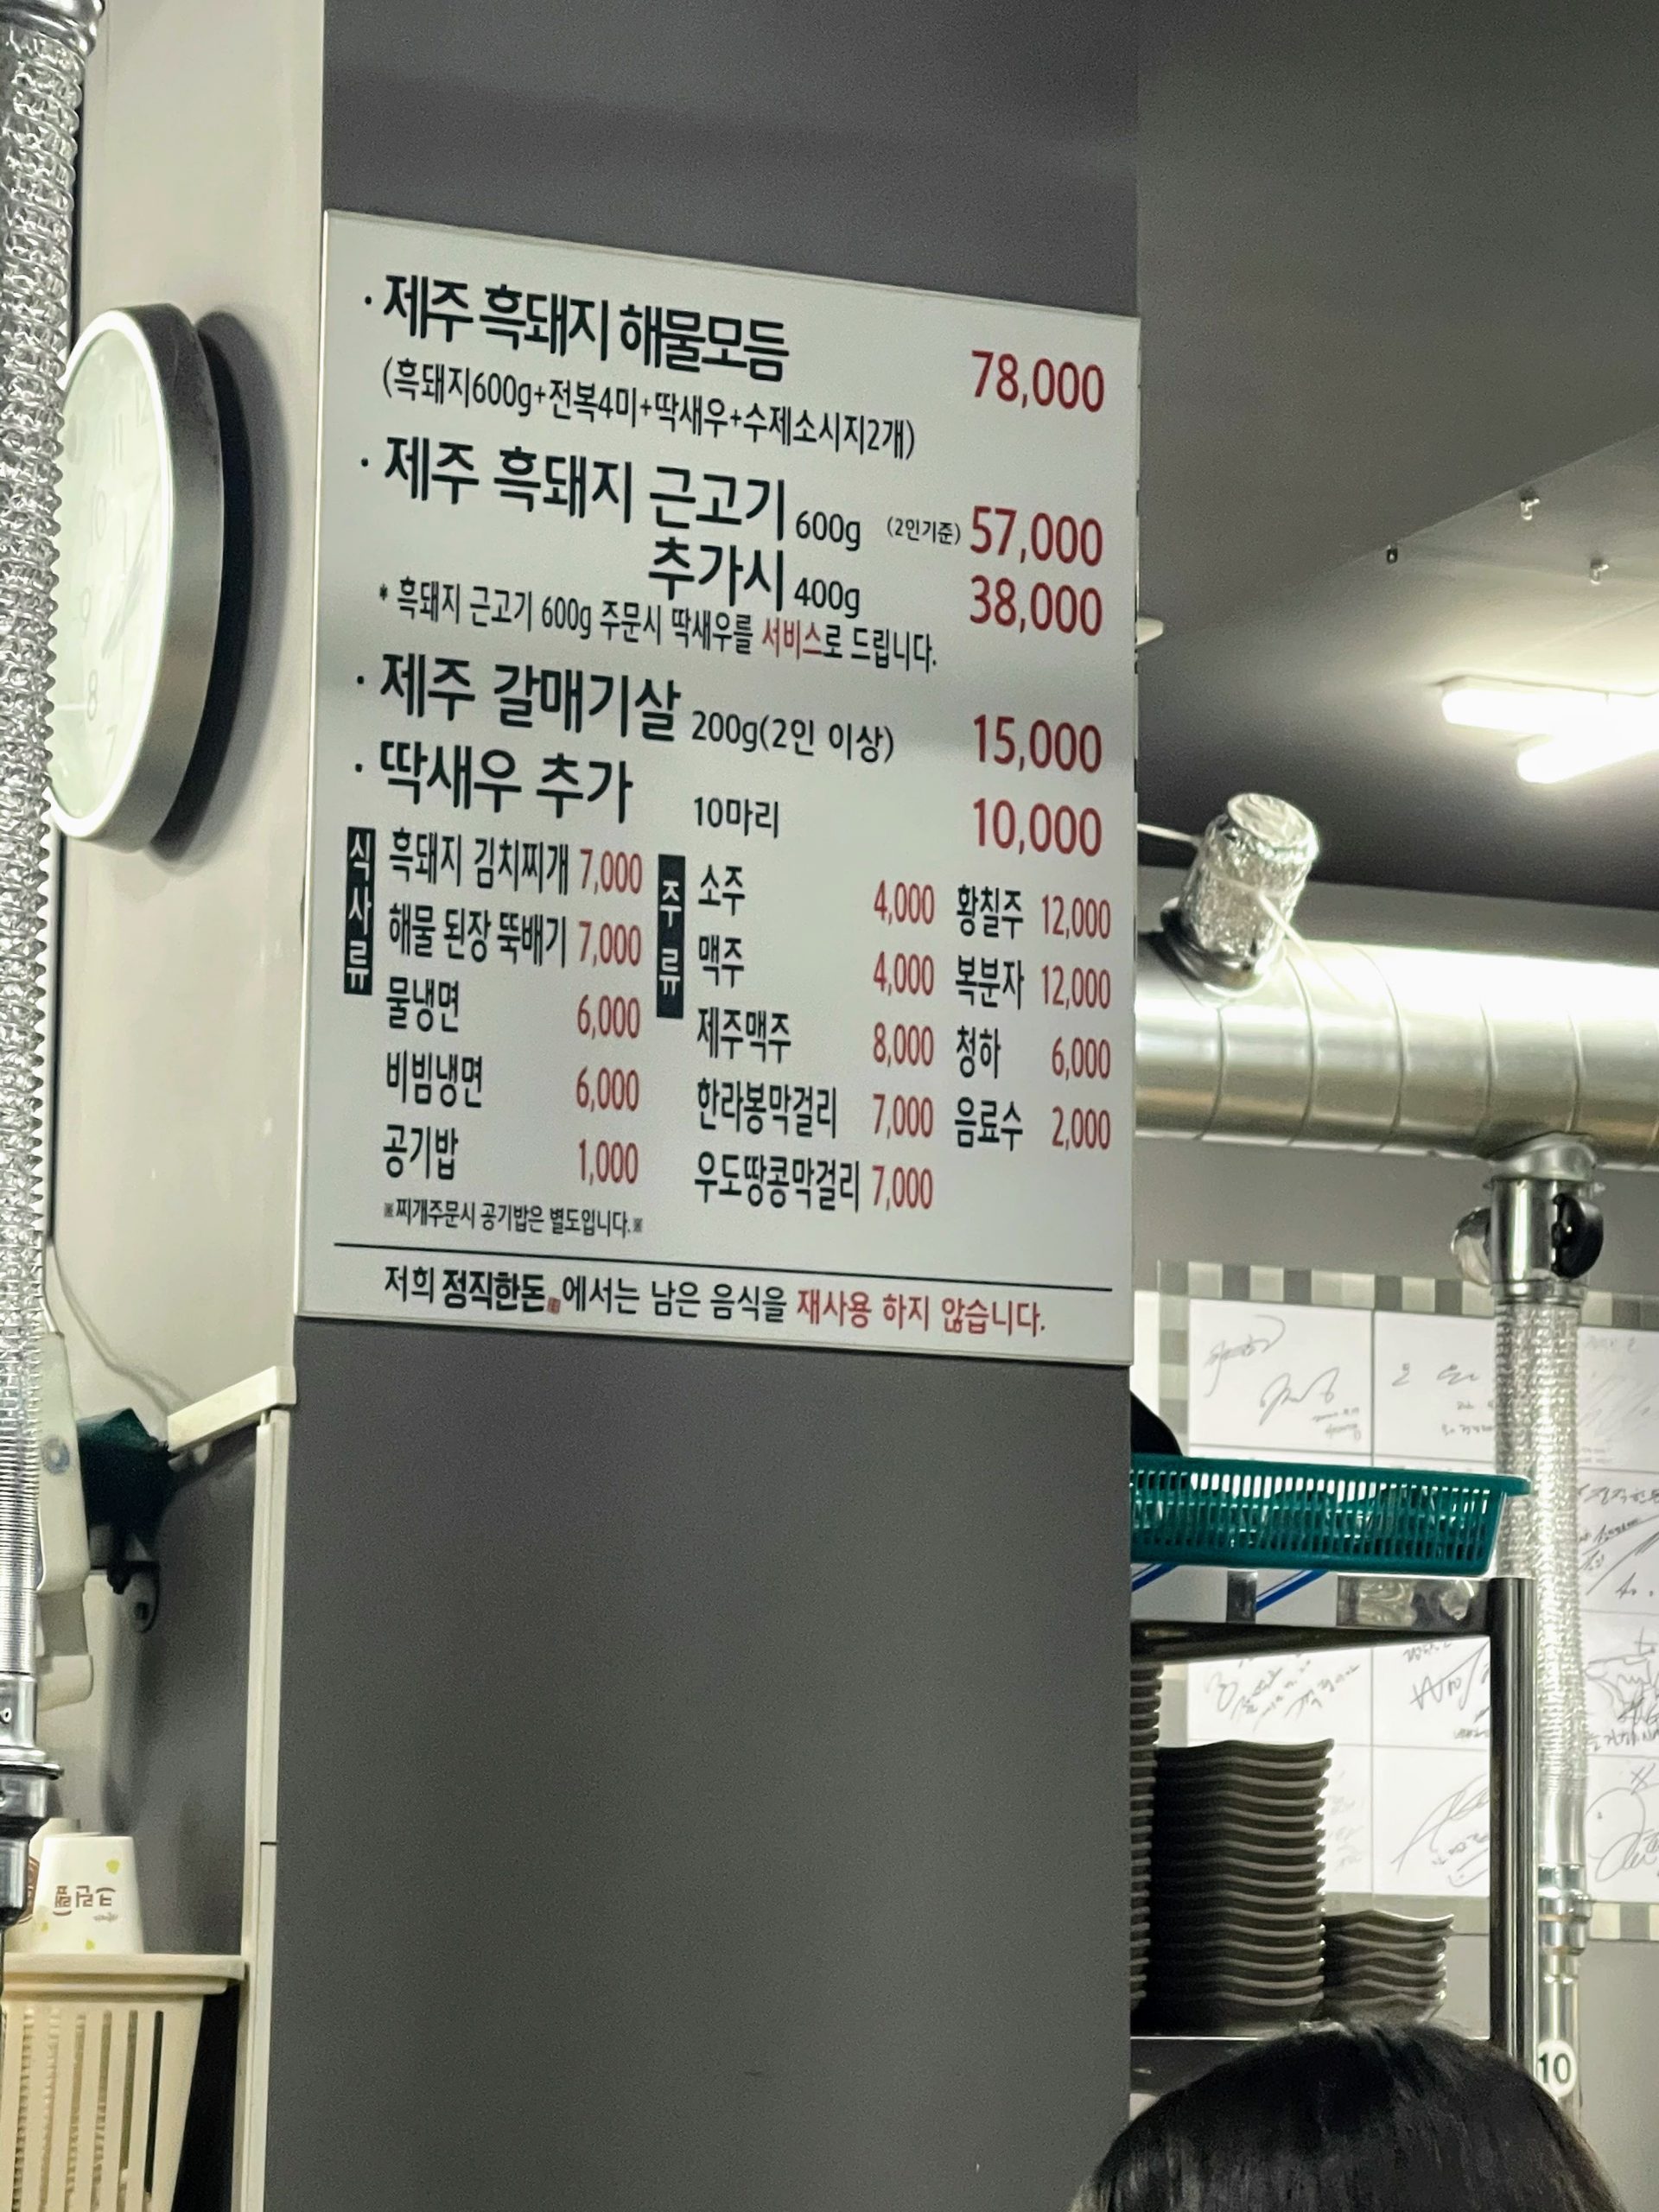 · 제주 흑돼지 해물모듬 78,000
(흑돼지600g+전복4미+딱새우+수제소시지2개)
· 제주 흑돼지 근고기 600g (2인기준) 57,000
추가시 400g 38,000
* 흑돼지 근고기 600g 주문시 딱새우를 서비스로 드립니다.
· 제주 갈매기살 200g(2인 이상) 15,000
· 딱새우 추가 10마리 10,000
식사류
흑돼지 김치찌개 7,000
해물 된장 뚝배기 7,000
물냉면 6,000
비빔냉면 6,000
공기밥 1,000
※찌개주문시 공기밥은 별도입니다.※
주류
소주 4,000
맥주 4,000
제주맥주 8,000
한라봉막걸리 7,000
우도땅콩막걸리 7,000
황칠주 12,000
복분자 12,000
청하 6,000
음료수 2,000
저희 정직한돈 에서는 남은 음식을 재사용 하지 않습니다.
크린랲
10